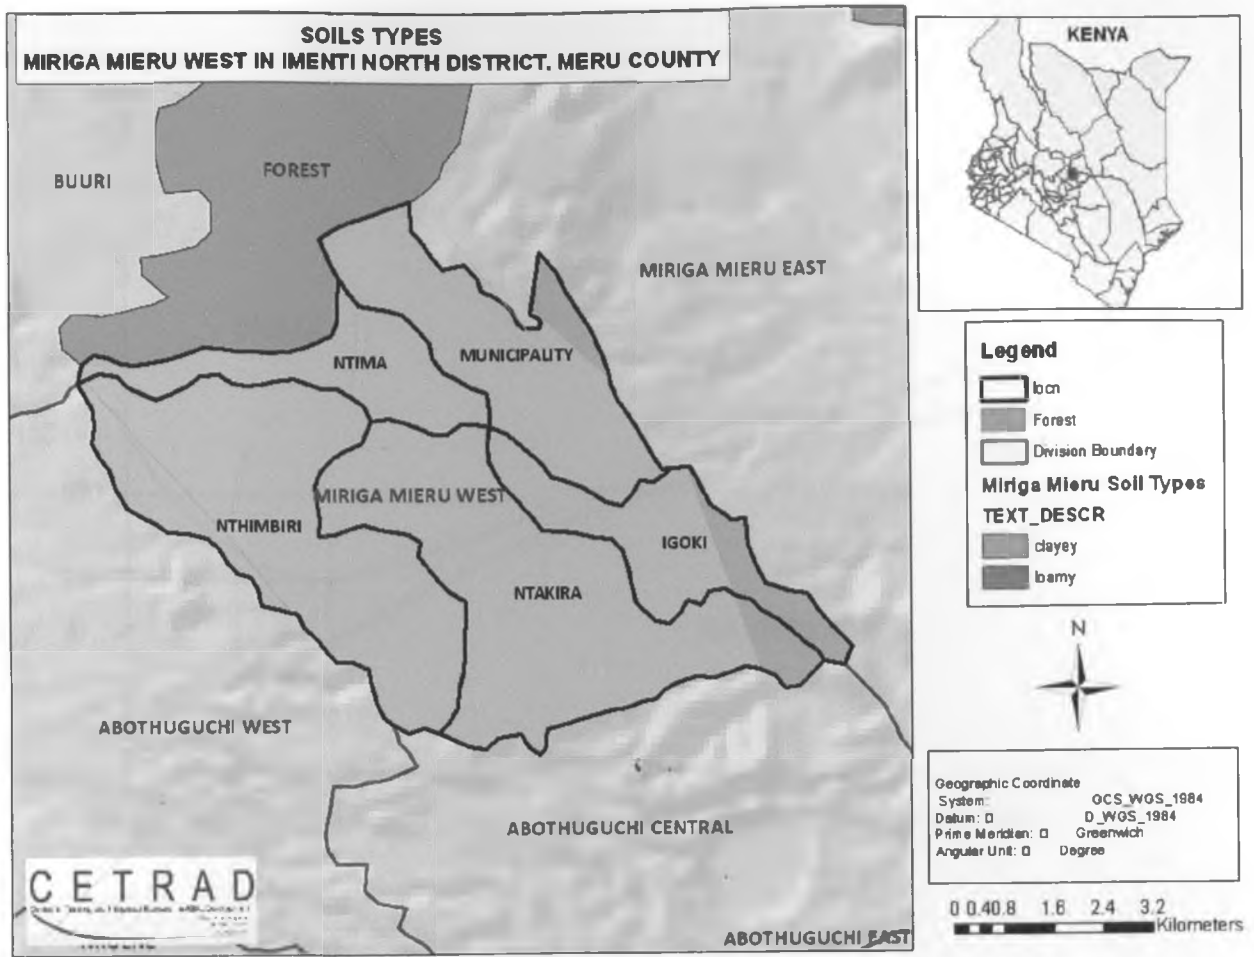 SOILS TYPES
MIRIGA MIERU WEST IN IMENTI NORTH DISTRICT. MERU COUNTY
KENYA
BUURI
FOREST
MIRIGA MIERU EAST
NTIMA
MUNICIPALITY
MIRIGA MIERU WEST
NTHIMBIRI
IGOKI
NTAKIRA
ABOTHUGUCHI WEST
ABOTHUGUCHI CENTRAL
ABOTHUGUCHI EAST
CETRAD
Legend
locn
Forest
Division Boundary
Miriga Mieru Soil Types
TEXT_DESCR
clayey
loamy
N
Geographic Coordinate
System: GCS_WGS_1984
Datum: D_WGS_1984
Prime Meridian: Greenwich
Angular Unit: Degree
0 0.40.8 1.6 2.4 3.2
Kilometers